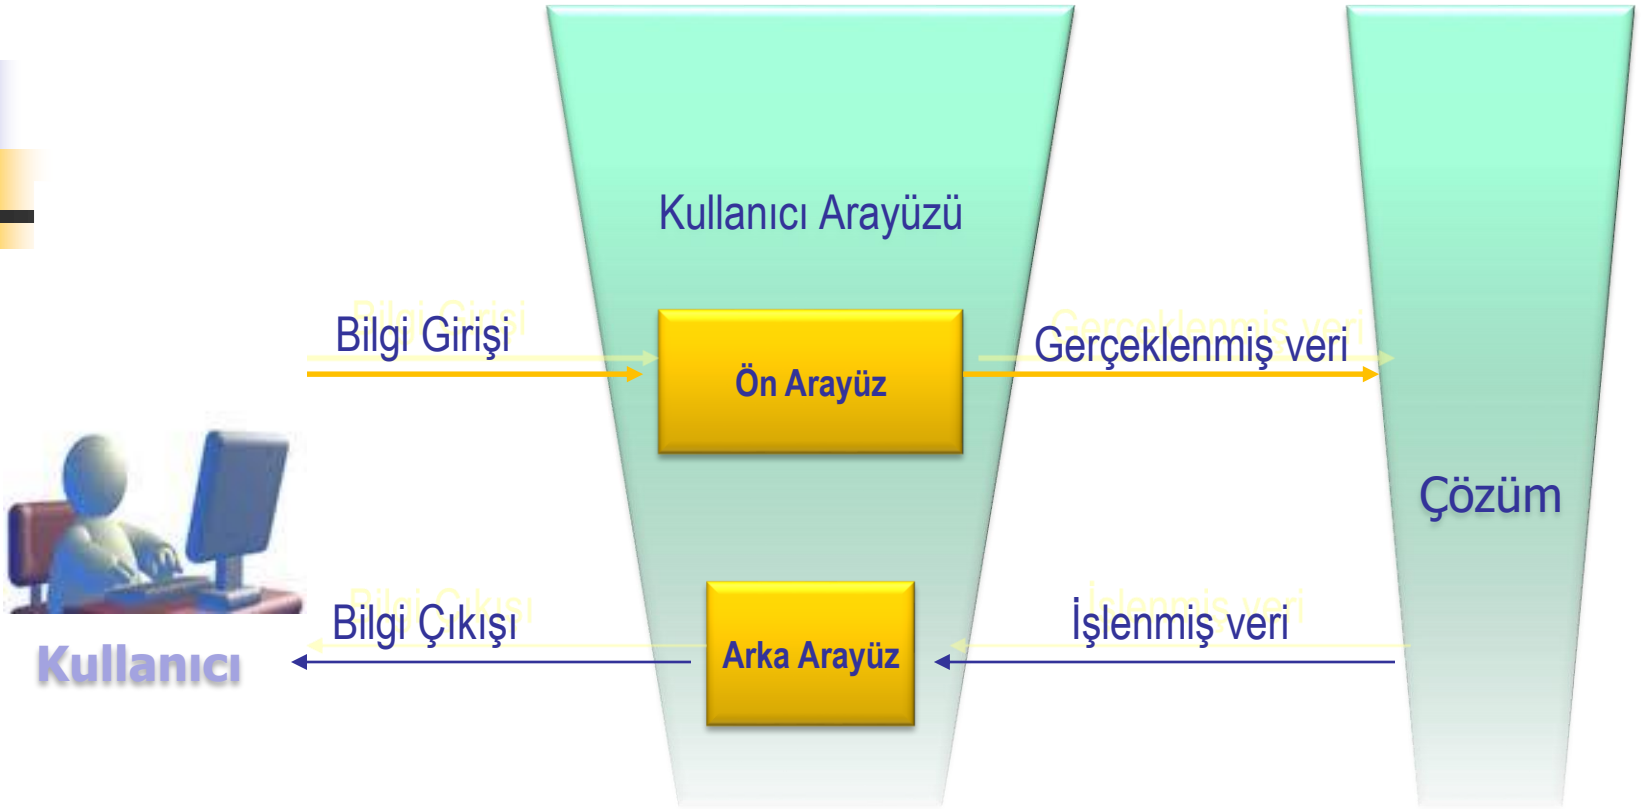 Kullanıcı Arayüzü
Bilgi Girişi
Ön Arayüz
Gerçeklenmiş veri
Çözüm
Bilgi Çıkışı
Arka Arayüz
İşlenmiş veri
Kullanıcı